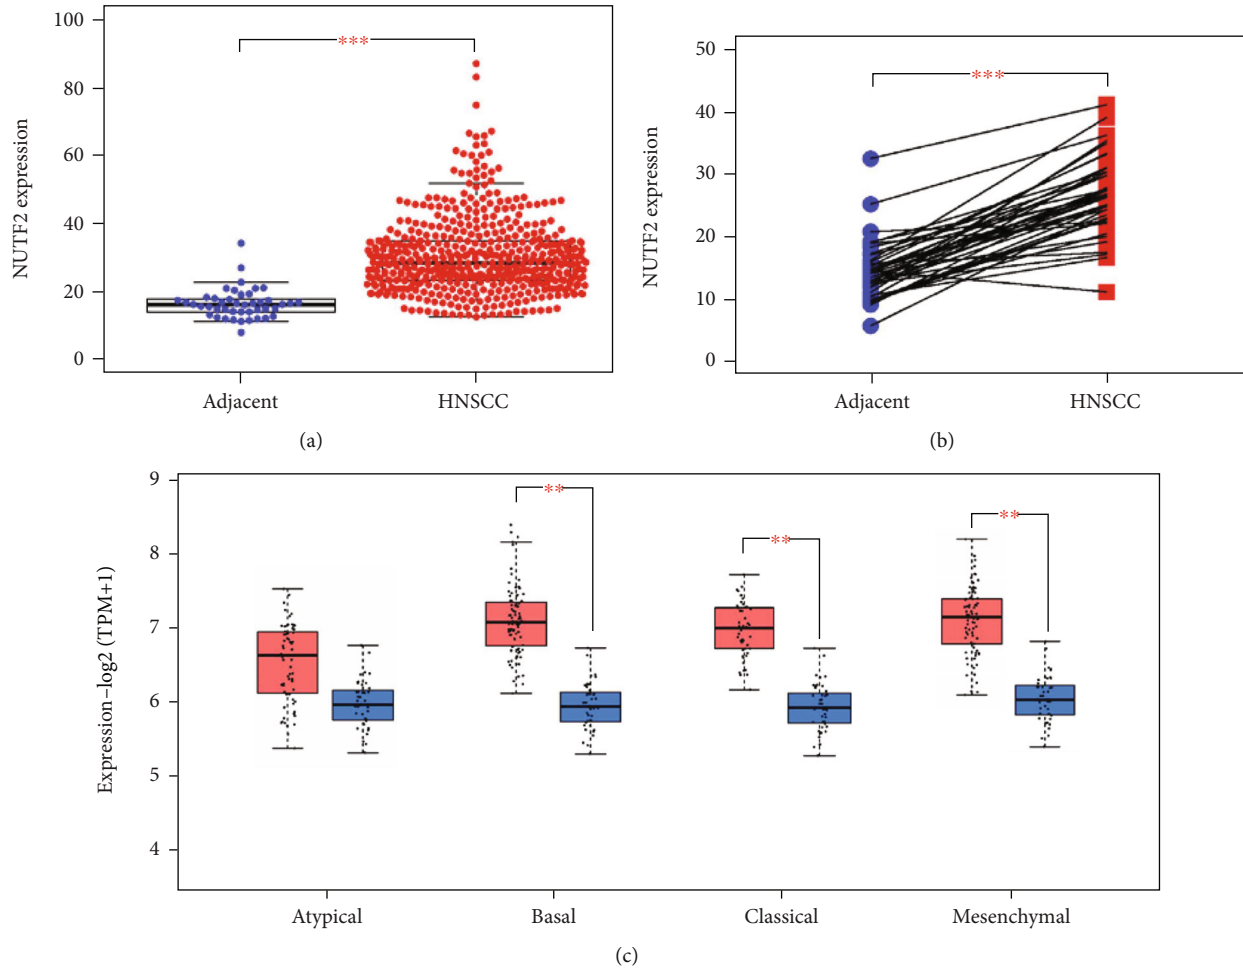 100
80
60
40
20
0
NUTF2 expression
***
Adjacent
HNSCC
(a)
50
40
30
20
10
0
NUTF2 expression
***
Adjacent
HNSCC
(b)
9
8
7
6
5
4
Expression–log2 (TPM+1)
**
**
**
Atypical
Basal
Classical
Mesenchymal
(c)